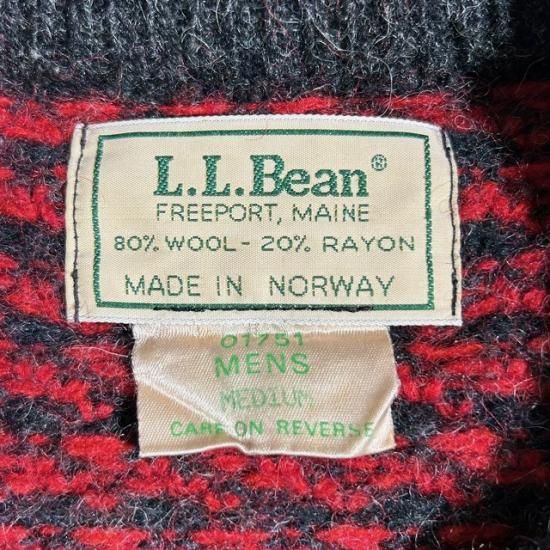 L.L.Bean®
FREEPORT, MAINE
80% WOOL - 20% RAYON
MADE IN NORWAY
01751
MENS
MEDIUM
CARE ON REVERSE